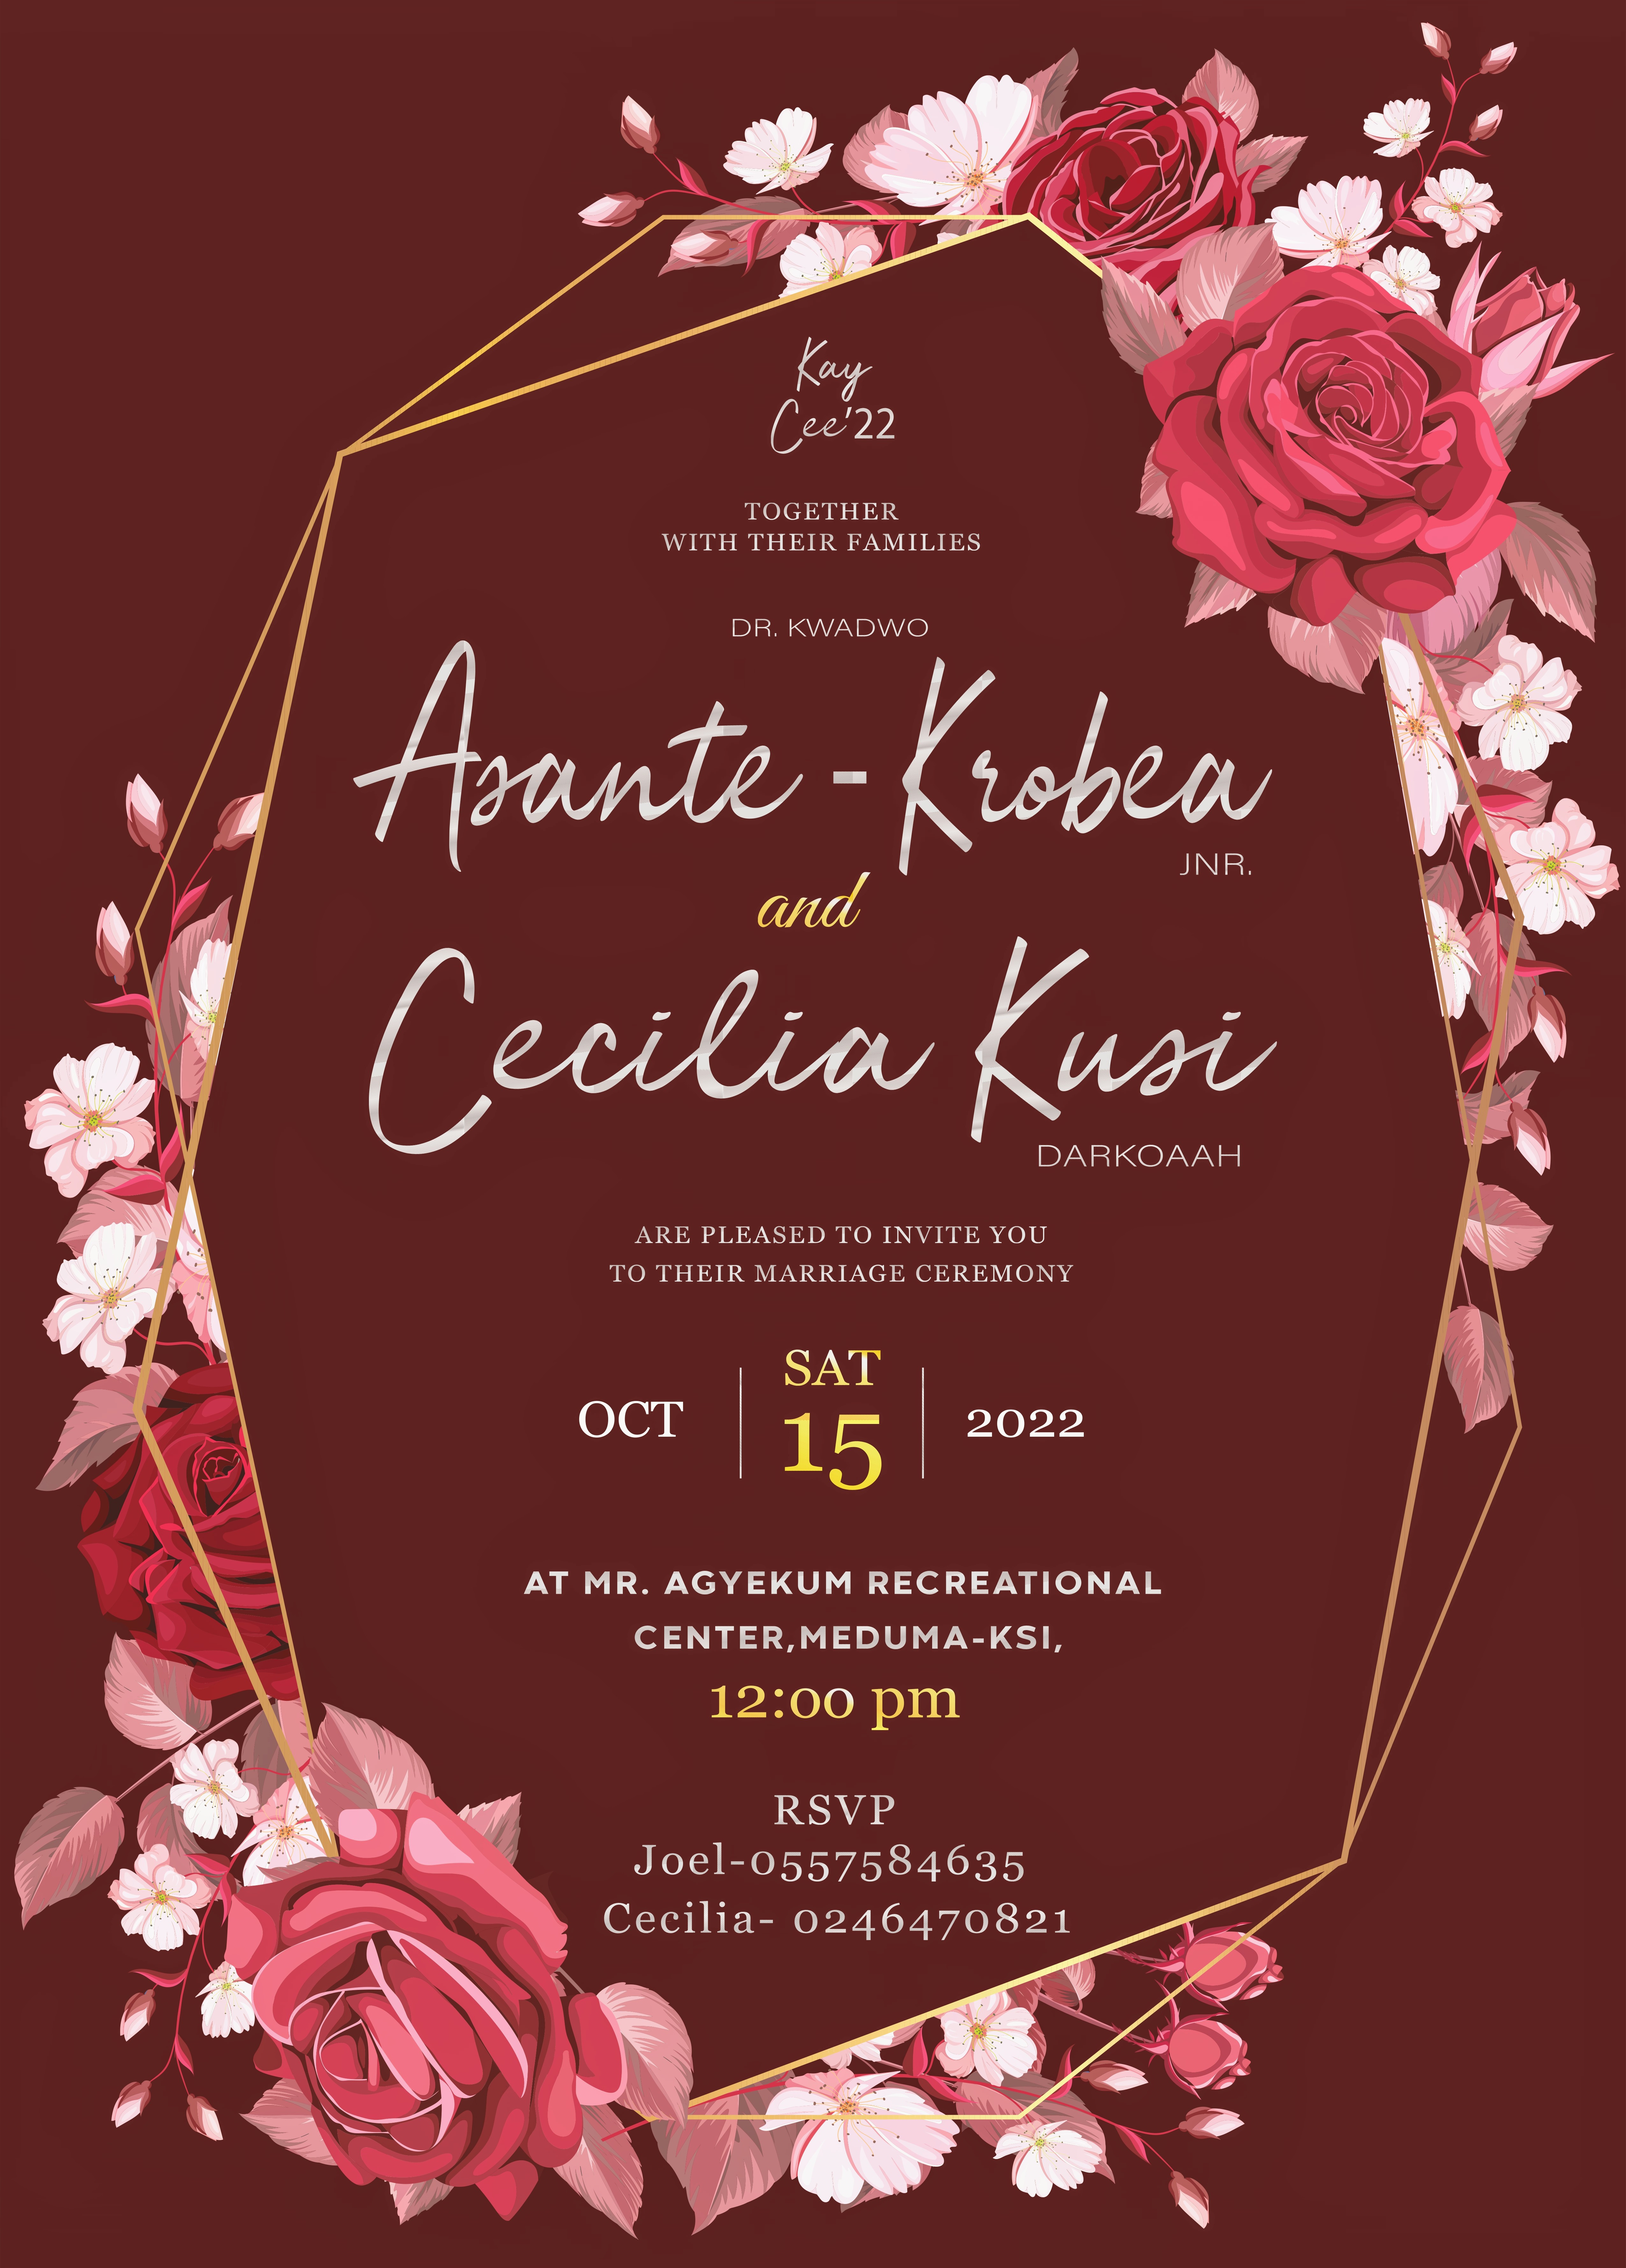 Kay
Cee'22
TOGETHER
WITH THEIR FAMILIES
DR. KWADWO
Asante - Krobea
JNR.
and
Cecilia Kusi
DARKOAAH
ARE PLEASED TO INVITE YOU
TO THEIR MARRIAGE CEREMONY
SAT
OCT 15 2022
AT MR. AGYEKUM RECREATIONAL
CENTER,MEDUMA-KSI,
12:00 pm
RSVP
Joel-0557584635
Cecilia- 0246470821